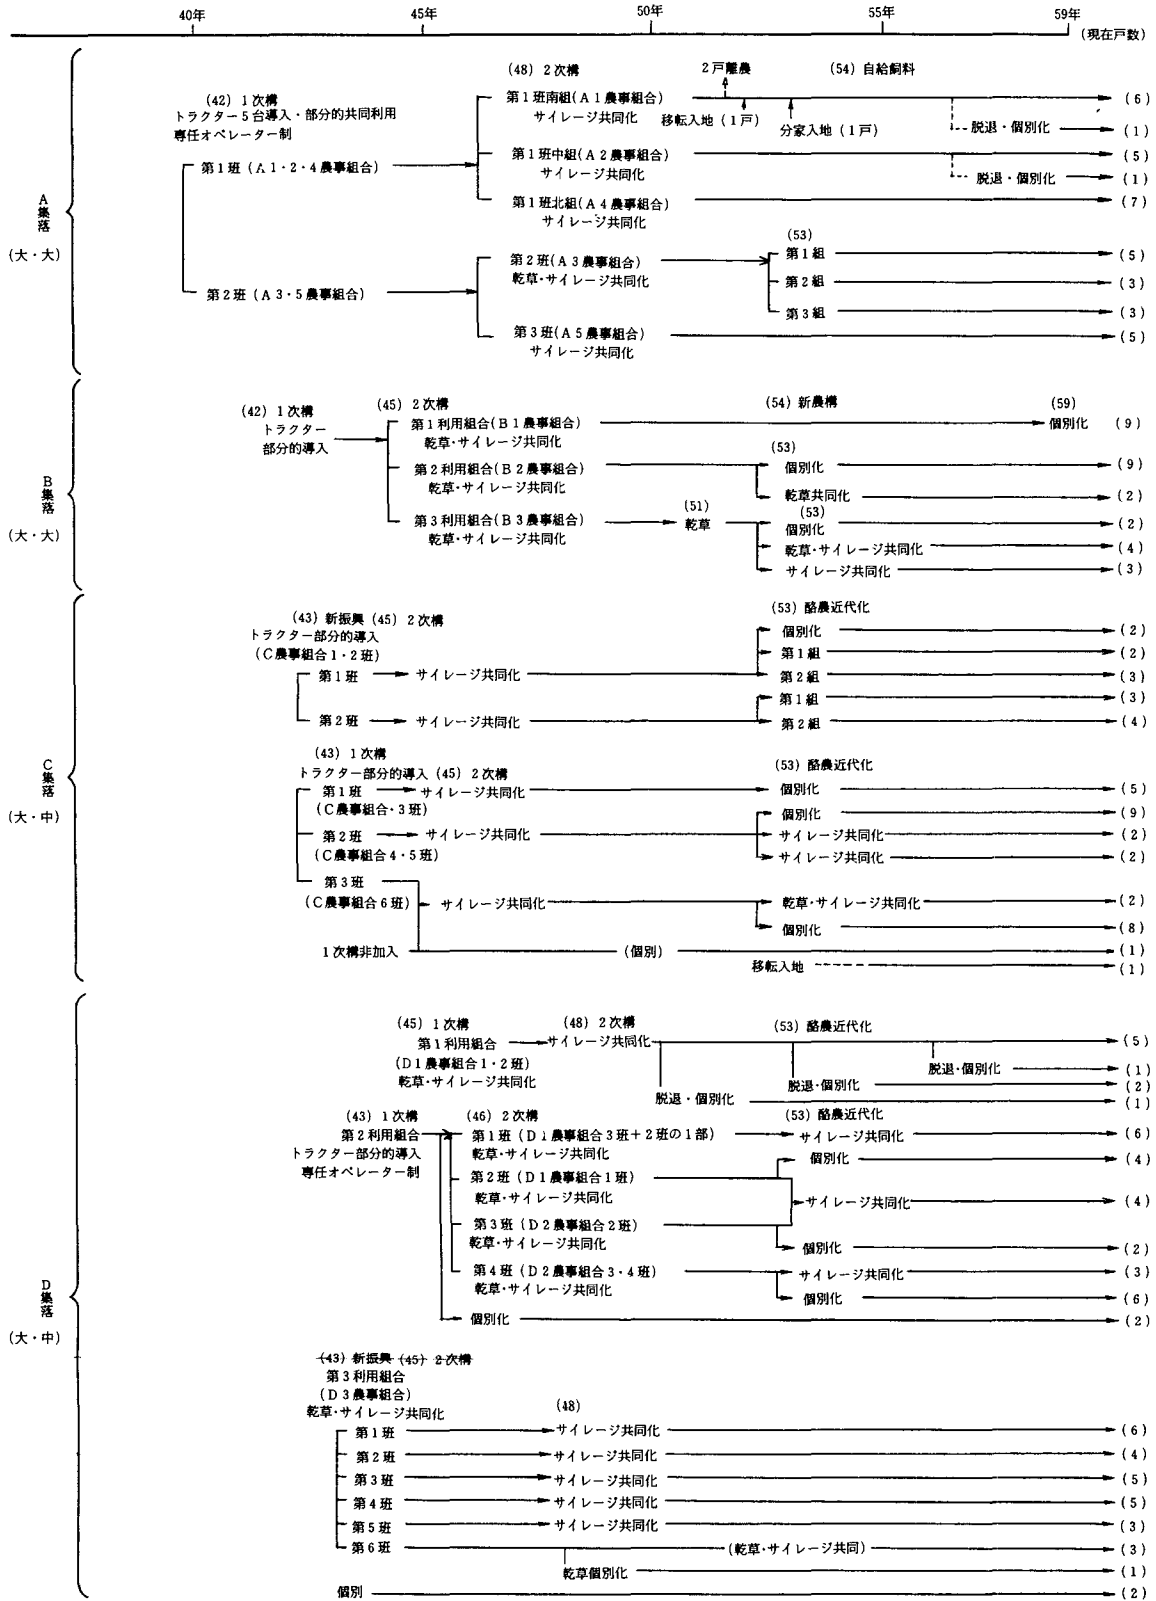 40年 45年 50年 55年 59年
(現在戸数)
A集落
(大・大)
(42) 1次構
トラクター5台導入・部分的共同利用
専任オペレーター制
第1班 (A1・2・4農事組合)
第2班 (A3・5農事組合)
(48) 2次構
第1班南組(A1農事組合)
サイレージ共同化
2戸離農
移転入地 (1戸)
分家入地 (1戸)
(54) 自給飼料
(6)
脱退・個別化 (1)
第1班中組(A2農事組合) (5)
サイレージ共同化
脱退・個別化 (1)
第1班北組(A4農事組合) (7)
サイレージ共同化
(53)
第2班(A3農事組合) 第1組 (5)
乾草・サイレージ共同化 第2組 (3)
第3組 (3)
第3班(A5農事組合) (5)
サイレージ共同化
B集落
(大・大)
(42) 1次構
トラクター
部分的導入
(45) 2次構
(54) 新農構
(59)
第1利用組合(B1農事組合) 個別化 (9)
乾草・サイレージ共同化
(53)
第2利用組合(B2農事組合) 個別化 (9)
乾草・サイレージ共同化 乾草共同化 (2)
(51) (53)
第3利用組合(B3農事組合) 乾草 個別化 (2)
乾草・サイレージ共同化
乾草・サイレージ共同化 (4)
サイレージ共同化 (3)
C集落
(大・中)
(43) 新振興 (45) 2次構
トラクター部分的導入
(C農事組合1・2班)
(53) 酪農近代化
個別化 (2)
第1組 (2)
第1班 サイレージ共同化 第2組 (3)
第1組 (3)
第2班 サイレージ共同化 第2組 (4)
(43) 1次構
トラクター部分的導入 (45) 2次構
(53) 酪農近代化
第1班 サイレージ共同化 個別化 (5)
(C農事組合・3班)
個別化 (9)
第2班 サイレージ共同化 サイレージ共同化 (2)
(C農事組合4・5班)
サイレージ共同化 (2)
第3班
(C農事組合6班) サイレージ共同化 乾草・サイレージ共同化 (2)
個別化 (8)
1次構非加入 (個別) (1)
移転入地 (1)
D集落
(大・中)
(45) 1次構 (48) 2次構 (53) 酪農近代化
第1利用組合 サイレージ共同化 (5)
(D1農事組合1・2班)
乾草・サイレージ共同化
脱退・個別化 (1)
脱退・個別化 (2)
脱退・個別化 (1)
(43) 1次構 (46) 2次構 (53) 酪農近代化
第2利用組合
トラクター部分的導入
専任オペレーター制
第1班 (D1農事組合3班+2班の1部) サイレージ共同化 (6)
乾草・サイレージ共同化
個別化 (4)
第2班 (D1農事組合1班)
乾草・サイレージ共同化
サイレージ共同化 (4)
第3班 (D2農事組合2班)
乾草・サイレージ共同化
個別化 (2)
第4班 (D2農事組合3・4班) サイレージ共同化 (3)
乾草・サイレージ共同化
個別化 (6)
個別化 (2)
(43) 新振興 (45) 2次構
第3利用組合
(D3農事組合)
乾草・サイレージ共同化
(48)
第1班 サイレージ共同化 (6)
第2班 サイレージ共同化 (4)
第3班 サイレージ共同化 (5)
第4班 サイレージ共同化 (5)
第5班 サイレージ共同化 (3)
第6班 (乾草・サイレージ共同) (3)
乾草個別化 (1)
個別 (2)